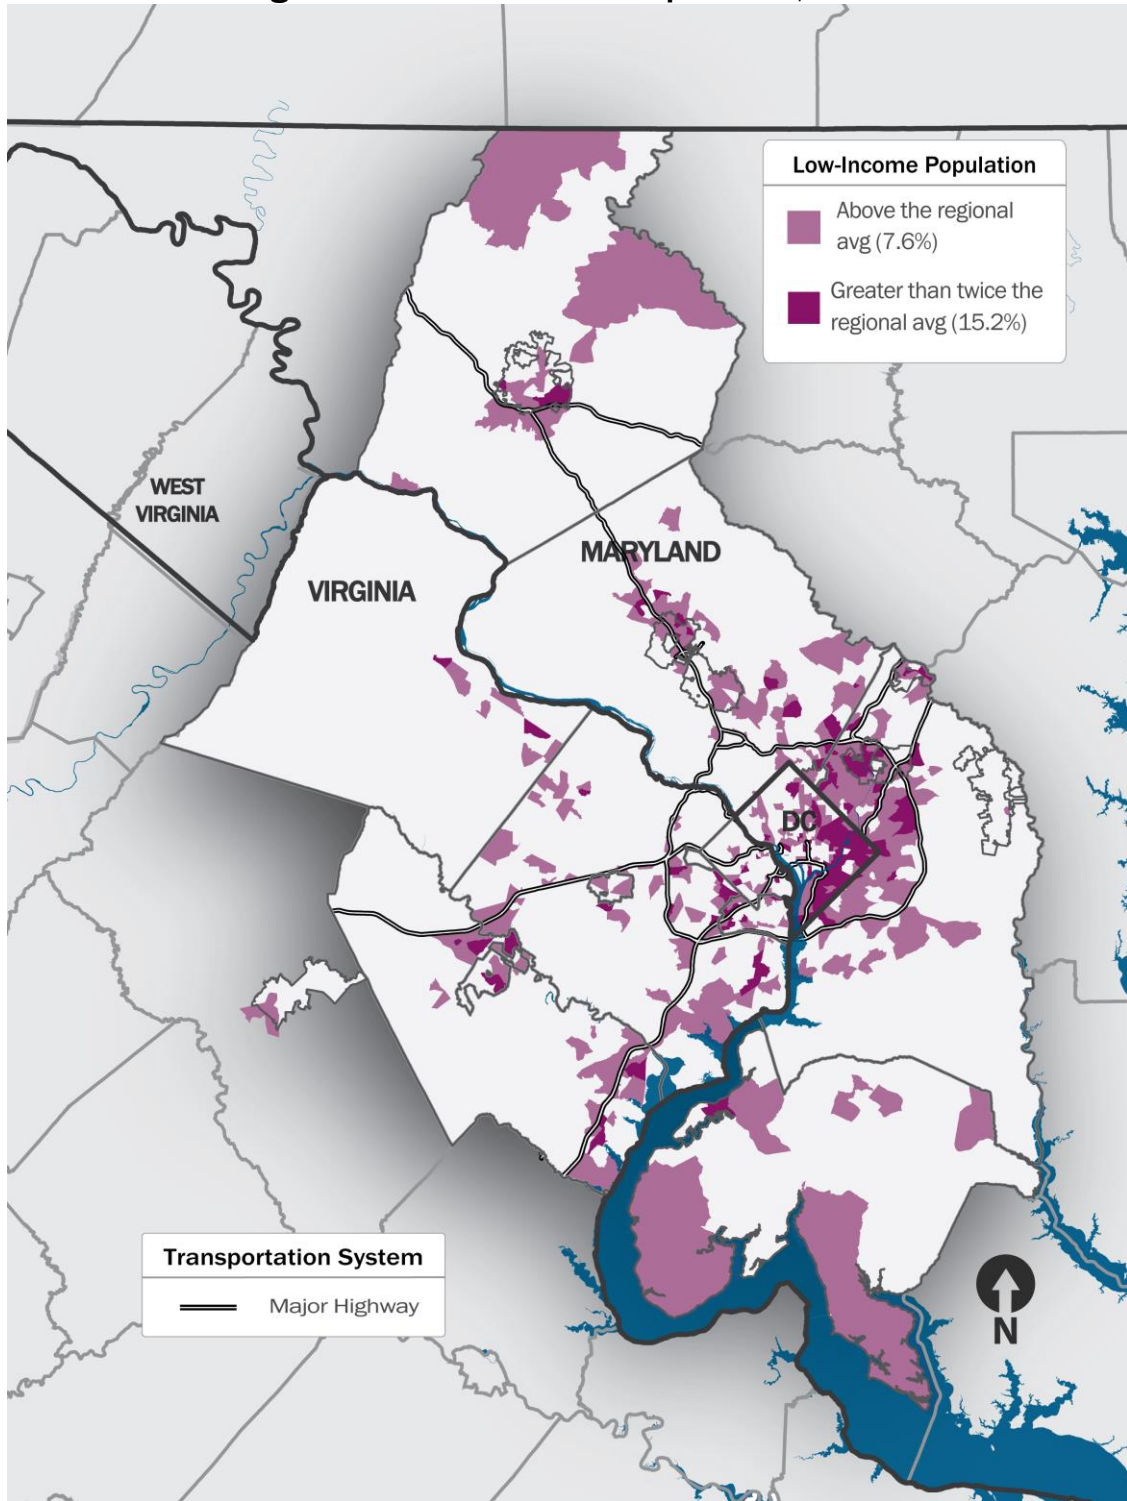 Low-Income Population
Above the regional
avg (7.6%)
Greater than twice the
regional avg (15.2%)
WEST
VIRGINIA
MARYLAND
VIRGINIA
DC
Transportation System
Major Highway
N